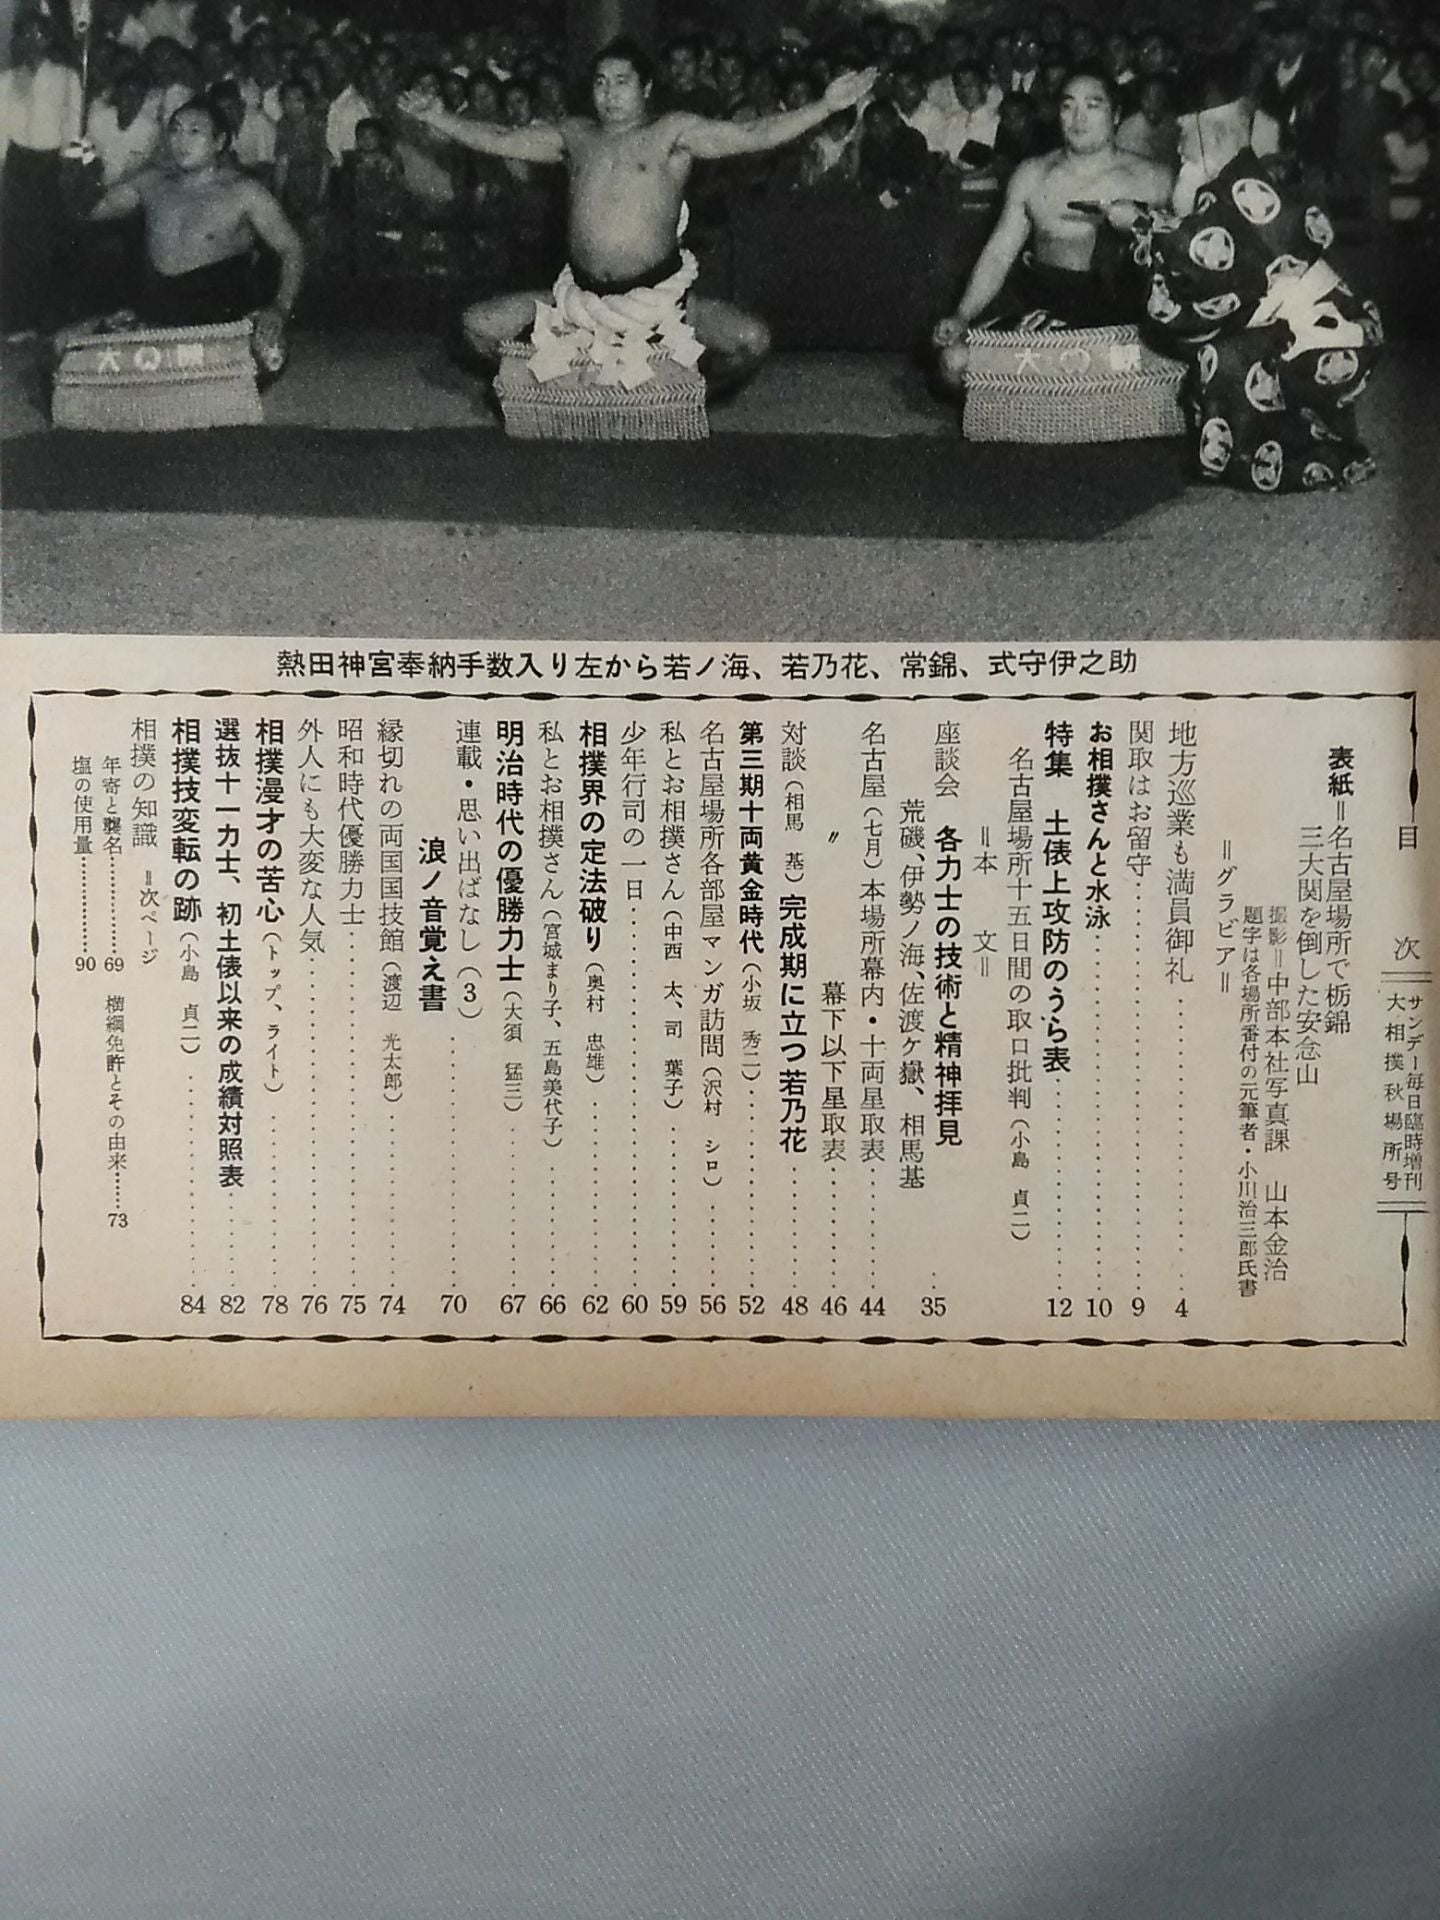 熱田神宮奉納手数入り左から若ノ海、若乃花、常錦、式守伊之助
目次
サンデー毎日臨時増刊
大相撲秋場所号
表紙＝名古屋場所で栃錦
三大関を倒した安念山
撮影＝中部本社写真課 山本金治
題字は各場所番付の元筆者・小川治三郎氏書
＝グラビア＝
地方巡業も満員御礼……4
関取はお留守……9
お相撲さんと水泳……10
特集 土俵上攻防のうら表……12
名古屋場所十五日間の取口批判（小島 貞二）
＝本文＝
座談会 各力士の技術と精神拝見……35
荒磯、伊勢ノ海、佐渡ケ嶽、相馬基
名古屋（七月）本場所幕内・十両星取表……44
〃 幕下以下星取表……46
対談（相馬 基）完成期に立つ若乃花……48
第三期十両黄金時代（小坂 秀二）……52
名古屋場所各部屋マンガ訪問（沢村 シロ）……56
私とお相撲さん（中西 太、司 葉子）……59
少年行司の一日……60
相撲界の定法破り（奥村 忠雄）……62
私とお相撲さん（宮城まり子、五島美代子）……66
明治時代の優勝力士（大須 猛三）……67
連載・思い出ばなし（3）……70
浪ノ音覚え書
縁切れの両国国技館（渡辺 光太郎）……74
昭和時代優勝力士……75
外人にも大変な人気……76
相撲漫才の苦心（トップ、ライト）……78
選抜十一力士、初土俵以来の成績対照表……82
相撲技変転の跡（小島 貞二）……84
相撲の知識 ＝次ページ
年寄と襲名……69
横綱免許とその由来……73
塩の使用量……90